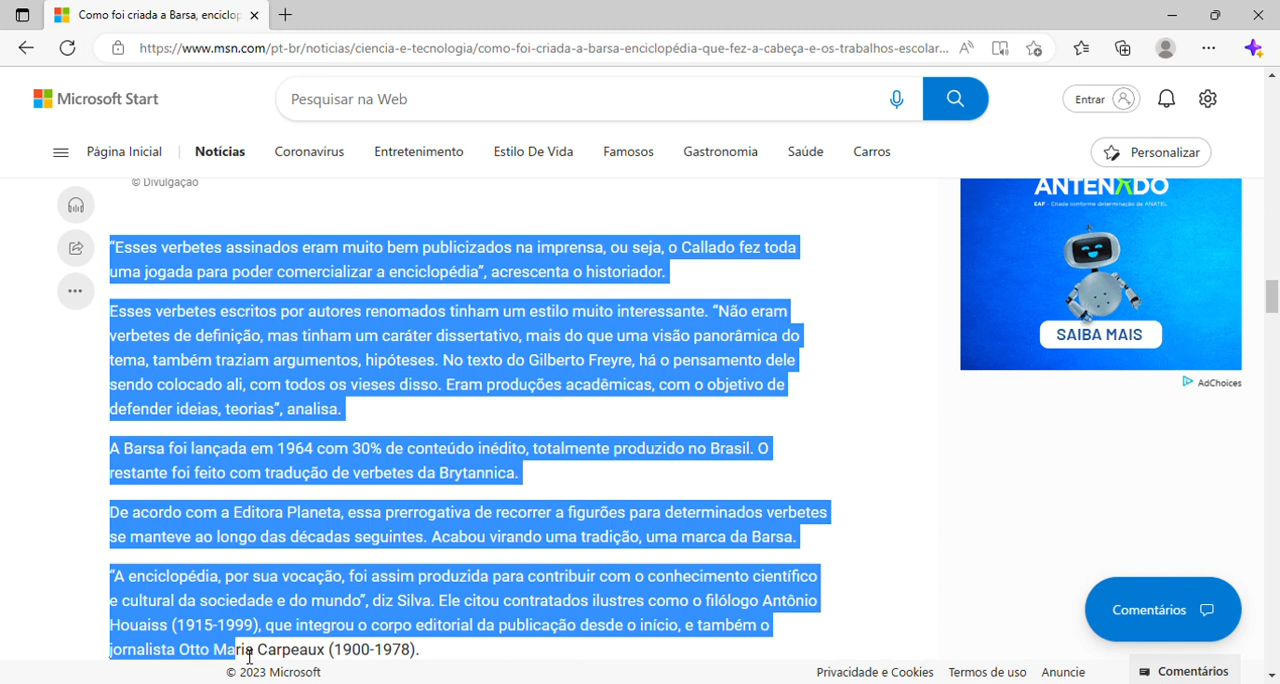 Como foi criada a Barsa, enciclop
https://www.msn.com/pt-br/noticias/ciencia-e-tecnologia/como-foi-criada-a-barsa-enciclopédia-que-fez-a-cabeça-e-os-trabalhos-escolar...
Microsoft Start
Pesquisar na Web
Entrar
Página Inicial
Notícias
Coronavírus
Entretenimento
Estilo De Vida
Famosos
Gastronomia
Saúde
Carros
Personalizar
© Divulgação
"Esses verbetes assinados eram muito bem publicizados na imprensa, ou seja, o Callado fez toda
uma jogada para poder comercializar a enciclopédia", acrescenta o historiador.
Esses verbetes escritos por autores renomados tinham um estilo muito interessante. "Não eram
verbetes de definição, mas tinham um caráter dissertativo, mais do que uma visão panorâmica do
tema, também traziam argumentos, hipóteses. No texto do Gilberto Freyre, há o pensamento dele
sendo colocado ali, com todos os vieses disso. Eram produções acadêmicas, com o objetivo de
defender ideias, teorias", analisa.
A Barsa foi lançada em 1964 com 30% de conteúdo inédito, totalmente produzido no Brasil. O
restante foi feito com tradução de verbetes da Brytannica.
De acordo com a Editora Planeta, essa prerrogativa de recorrer a figurões para determinados verbetes
se manteve ao longo das décadas seguintes. Acabou virando uma tradição, uma marca da Barsa.
"A enciclopédia, por sua vocação, foi assim produzida para contribuir com o conhecimento científico
e cultural da sociedade e do mundo", diz Silva. Ele citou contratados ilustres como o filólogo Antônio
Houaiss (1915-1999), que integrou o corpo editorial da publicação desde o início, e também o
jornalista Otto Maria Carpeaux (1900-1978).
ANTENADO
EAF - Criada conforme determinação da ANATEL
SAIBA MAIS
AdChoices
Comentários
© 2023 Microsoft
Privacidade e Cookies
Termos de uso
Anuncie
Comentários